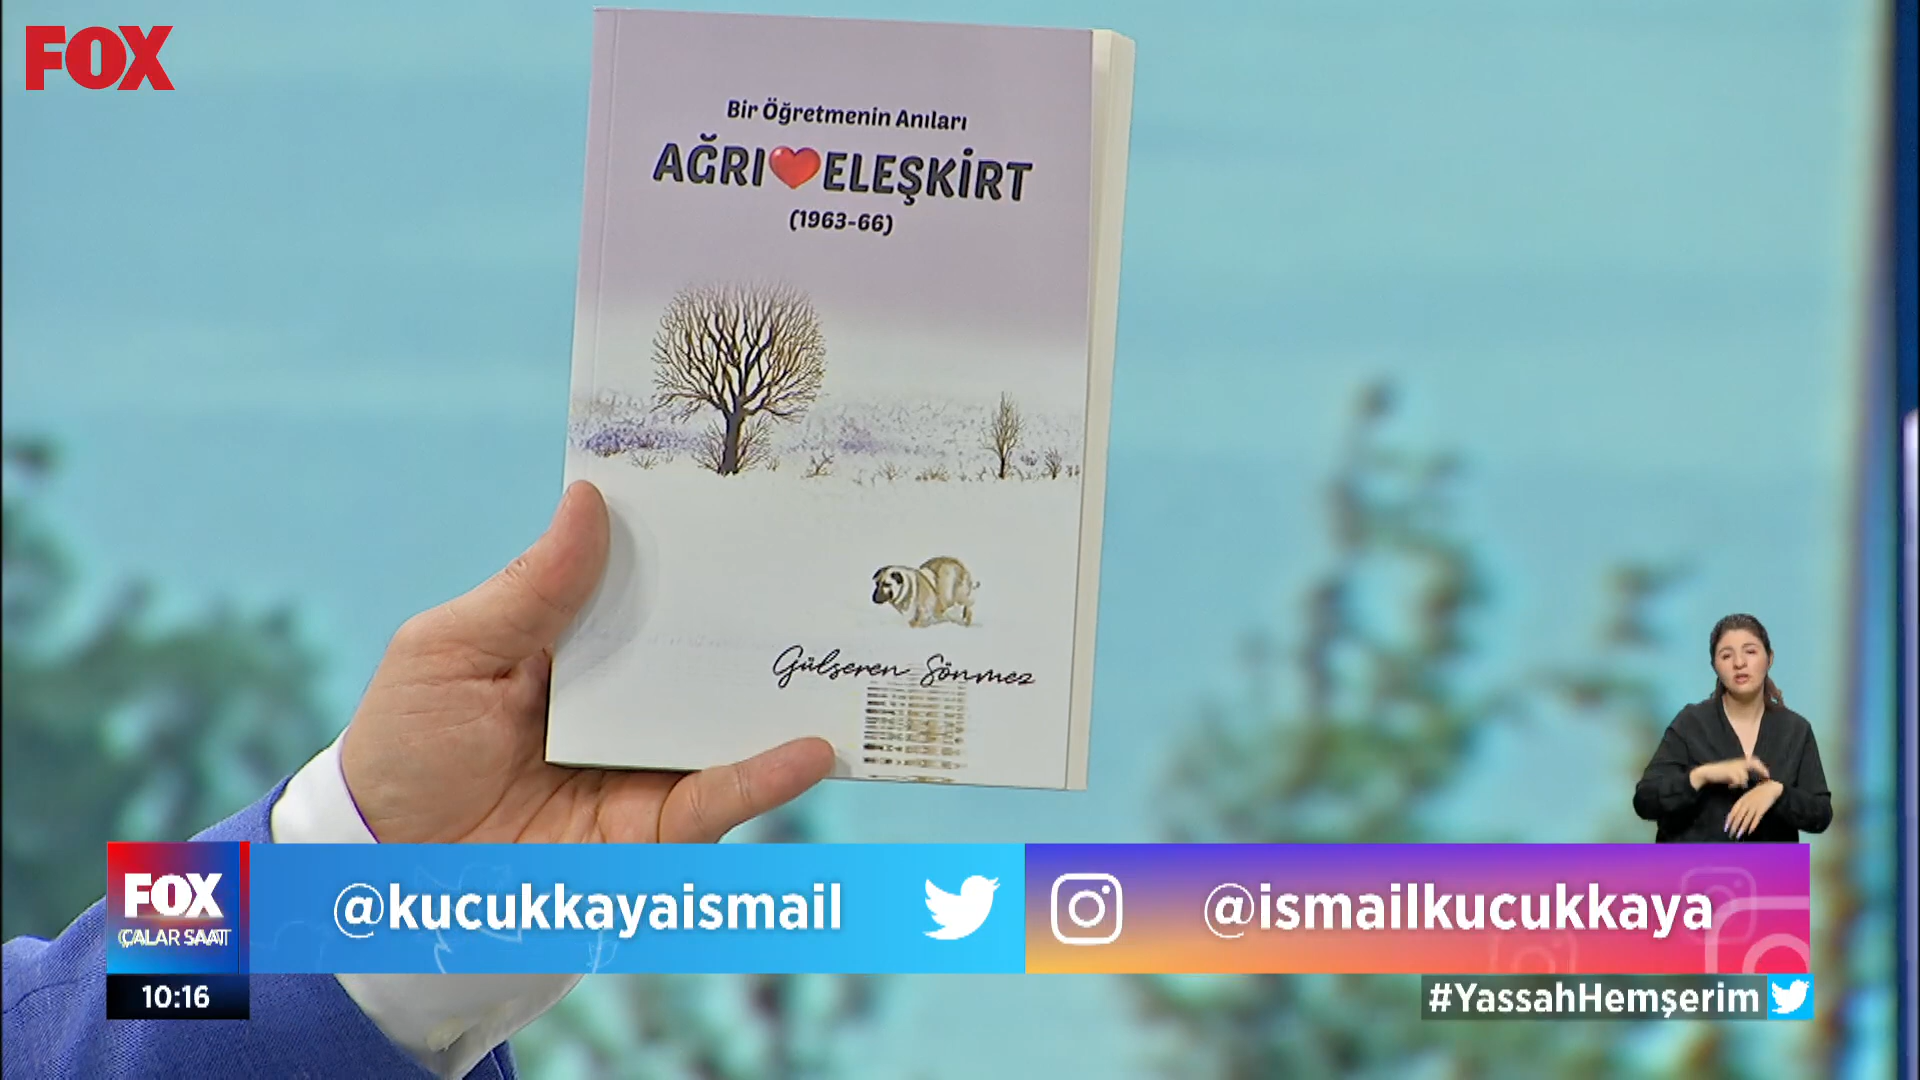 FOX
Bir Öğretmenin Anıları
AĞRI❤ELEŞKİRT
(1963-66)
Gülseren Sönmez
FOX
ÇALAR SAAT
@kucukkayaismail
@ismailkucukkaya
10:16
#YassahHemşerim